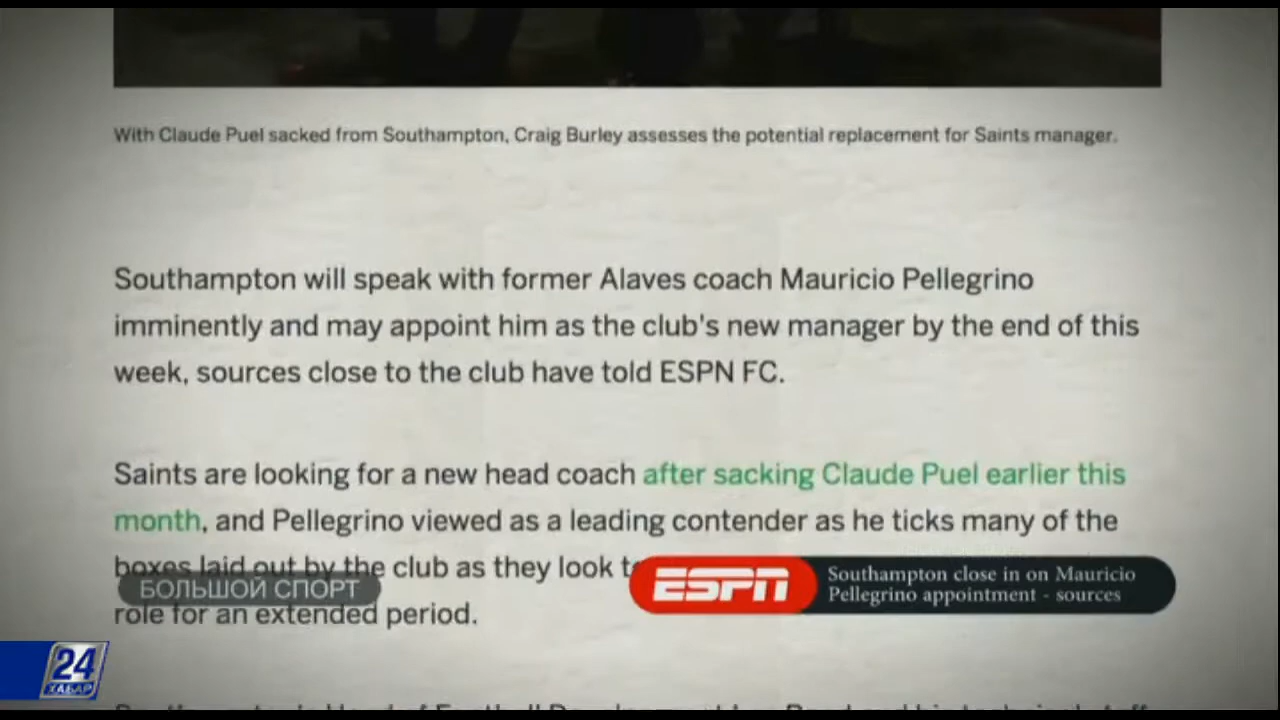 With Claude Puel sacked from Southampton, Craig Burley assesses the potential replacement for Saints manager.
Southampton will speak with former Alaves coach Mauricio Pellegrino
imminently and may appoint him as the club's new manager by the end of this
week, sources close to the club have told ESPN FC.
Saints are looking for a new head coach after sacking Claude Puel earlier this
month, and Pellegrino viewed as a leading contender as he ticks many of the
boxes laid out by the club as they look
role for an extended period.
БОЛЬШОЙ СПОРТ
ESPN
Southampton close in on Mauricio
Pellegrino appointment - sources
24
ХАБАР